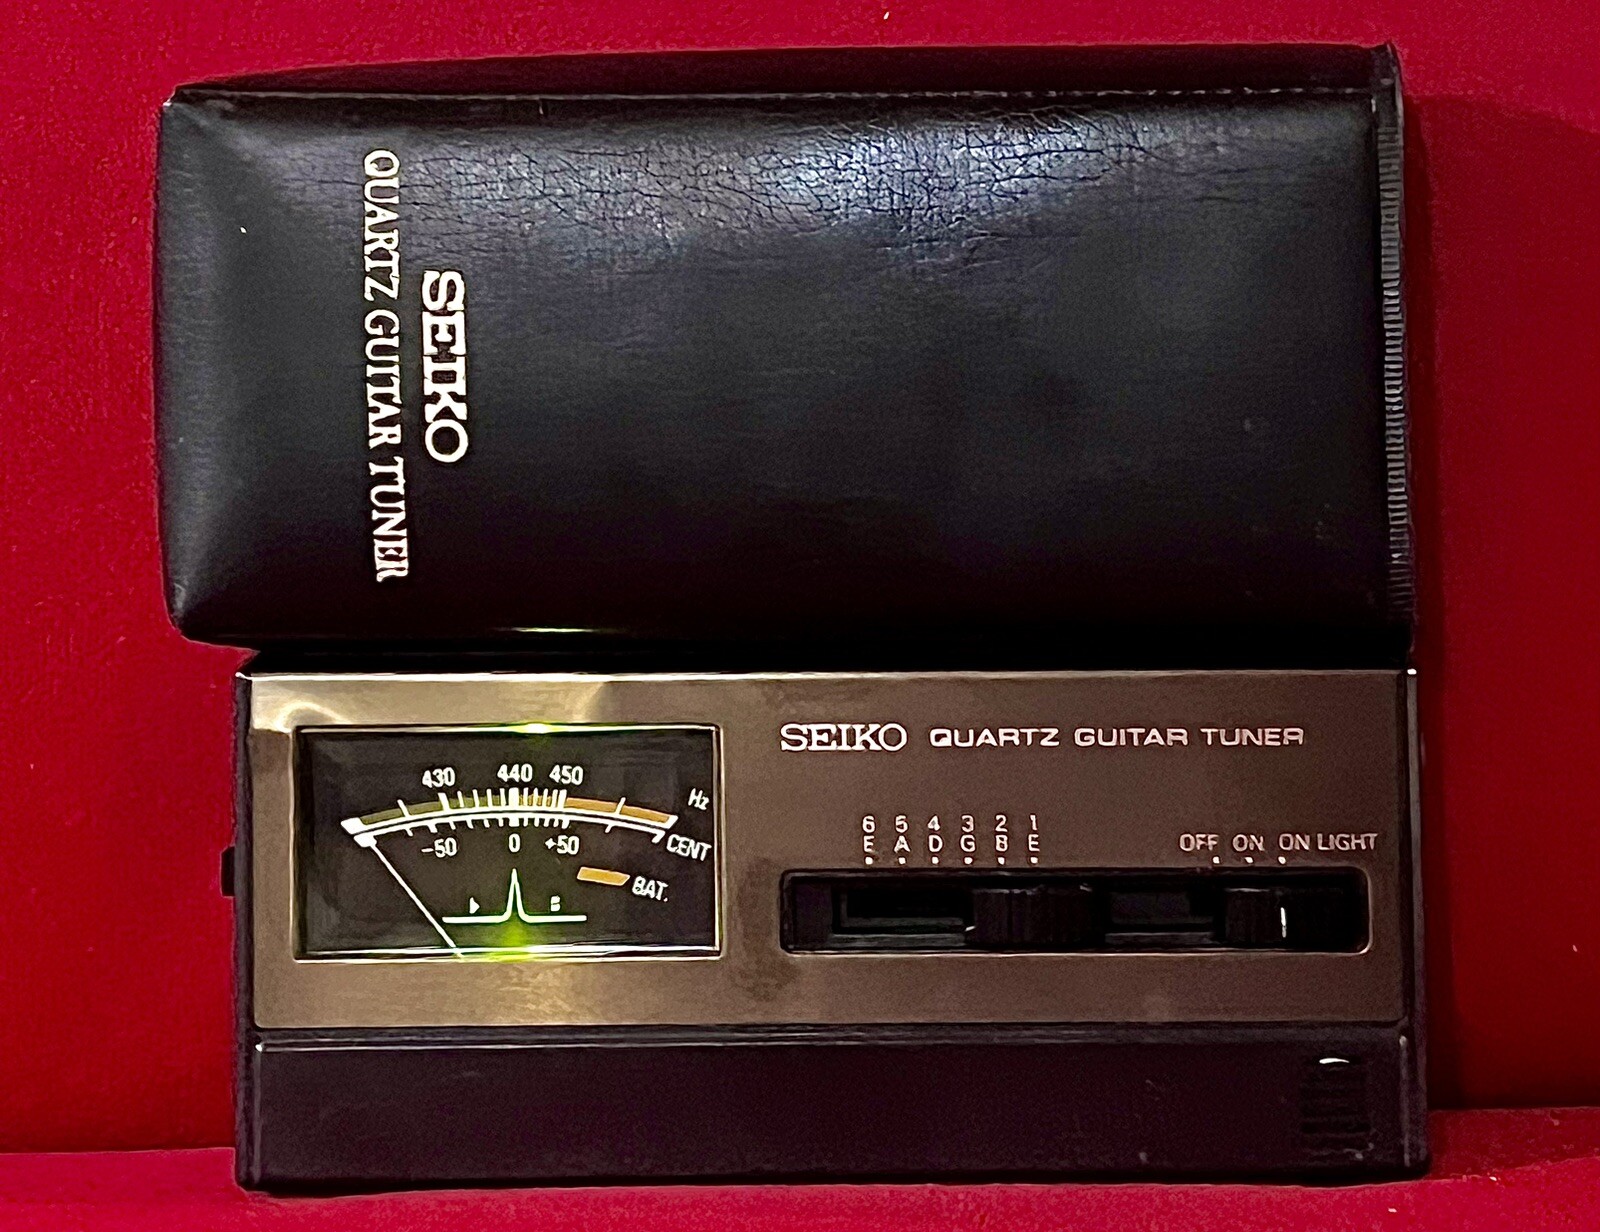 SEIKO
QUARTZ GUITAR TUNER
SEIKO QUARTZ GUITAR TUNER
430 440 450
Hz
-50 0 +50 CENT
BAT.
6 5 4 3 2 1
E A D G B E
OFF ON ON LIGHT